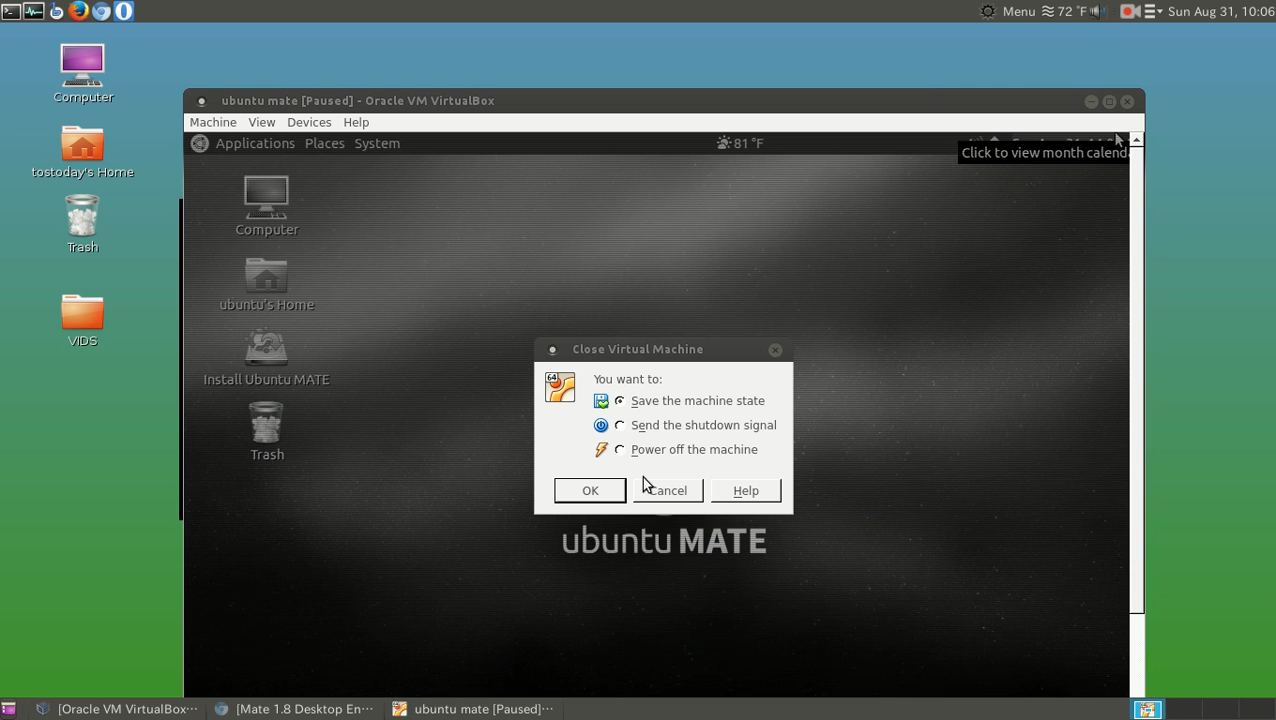 Menu 72 °F Sun Aug 31, 10:06
Computer
tostoday's Home
Trash
VIDS
ubuntu mate [Paused] - Oracle VM VirtualBox
Machine View Devices Help
Applications Places System 81 °F
Click to view month calend
Computer
ubuntu's Home
Install Ubuntu MATE
Trash
Close Virtual Machine
64
You want to:
Save the machine state
Send the shutdown signal
Power off the machine
OK Cancel Help
ubuntu MATE
[Oracle VM VirtualBox··· [Mate 1.8 Desktop En··· ubuntu mate [Paused]···